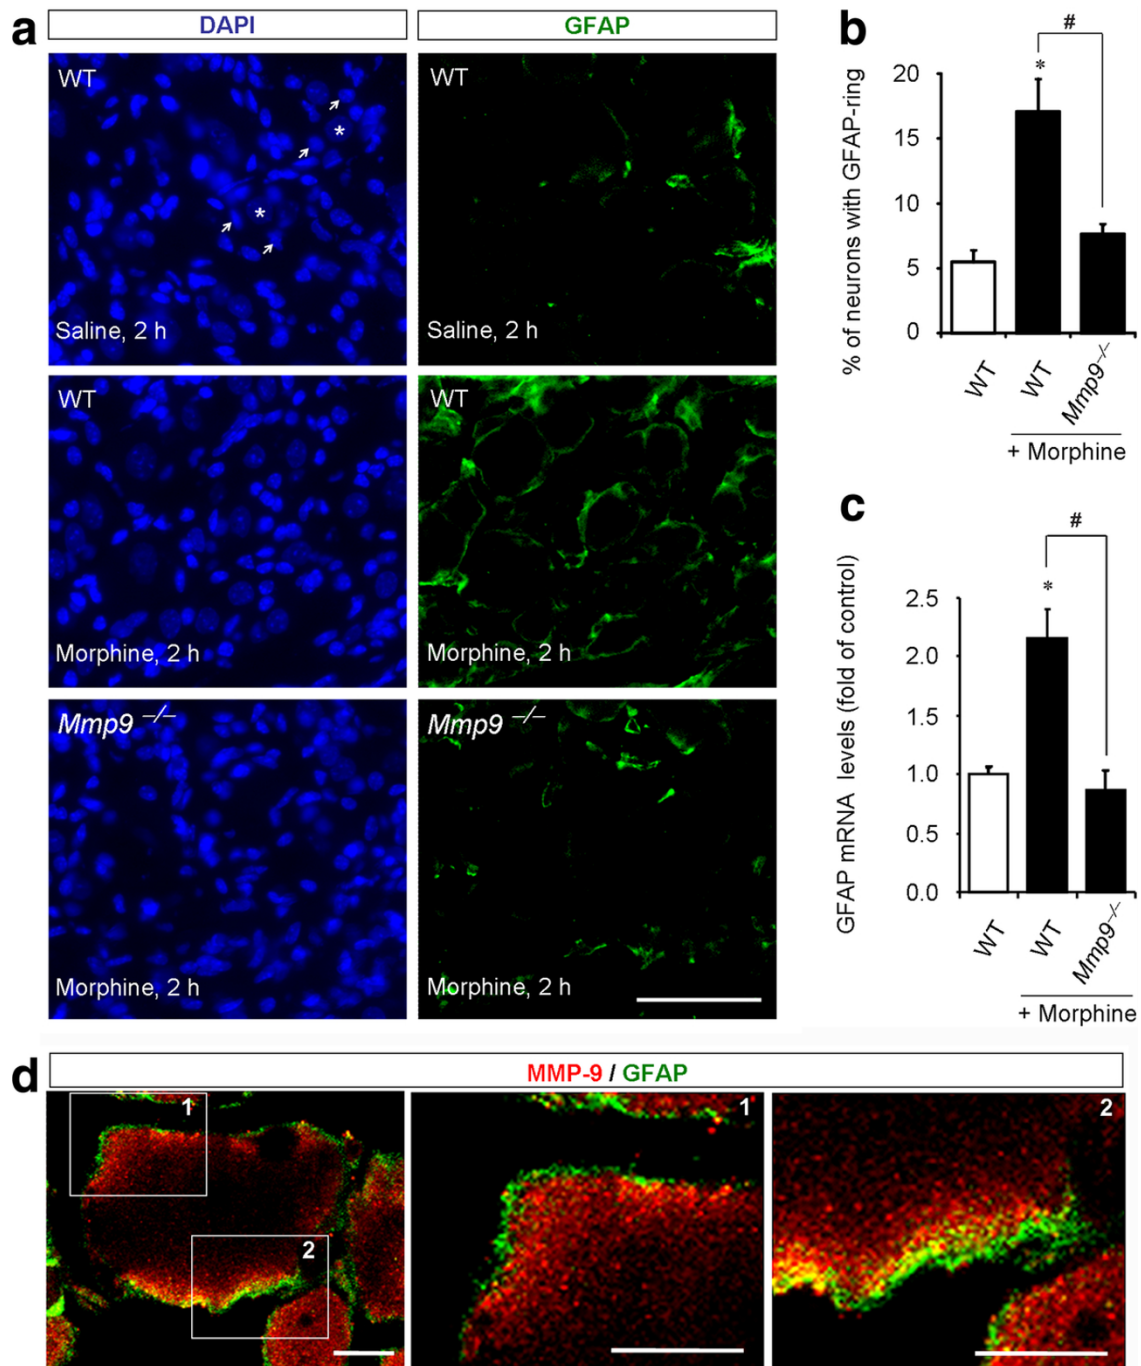 a
DAPI
GFAP
WT
*
*
Saline, 2 h
WT
Saline, 2 h
WT
Morphine, 2 h
WT
Morphine, 2 h
Mmp9 –/–
Morphine, 2 h
Mmp9 –/–
Morphine, 2 h
b
% of neurons with GFAP-ring
20
15
10
5
0
#
*
WT
WT
Mmp9–/–
+ Morphine
c
GFAP mRNA levels (fold of control)
2.5
2.0
1.5
1.0
0.5
0.0
#
*
WT
WT
Mmp9–/–
+ Morphine
d
MMP-9 / GFAP
1
2
1
2